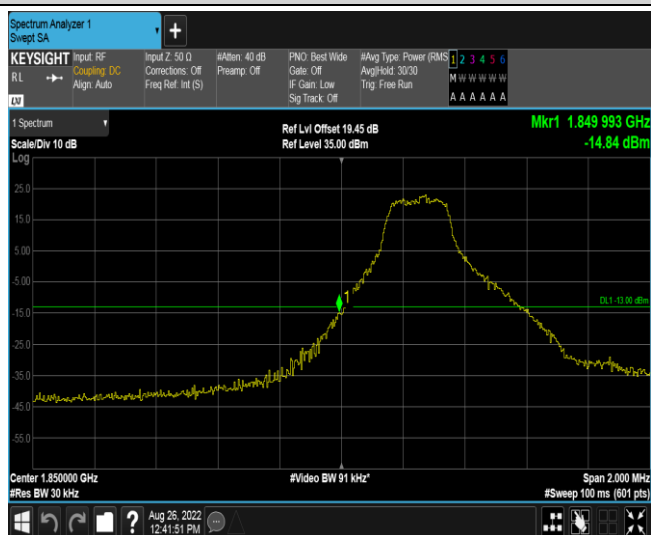 Spectrum Analyzer 1
Swept SA
KEYSIGHT
RL
Input: RF
Coupling: DC
Align: Auto
Input Z: 50 Ω
Corrections: Off
Freq Ref: Int (S)
#Atten: 40 dB
Preamp: Off
PNO: Best Wide
Gate: Off
IF Gain: Low
Sig Track: Off
#Avg Type: Power (RMS
Avg|Hold: 30/30
Trig: Free Run
1 2 3 4 5 6
M W W W W W
A A A A A A
LXI
1 Spectrum
Scale/Div 10 dB
Ref Lvl Offset 19.45 dB
Ref Level 35.00 dBm
Mkr1 1.849 993 GHz
-14.84 dBm
Log
25.0
15.0
5.00
-5.00
-15.0
-25.0
-35.0
-45.0
-55.0
1
DL1 -13.00 dBm
Center 1.850000 GHz
#Res BW 30 kHz
#Video BW 91 kHz*
Span 2.000 MHz
#Sweep 100 ms (601 pts)
?
Aug 26, 2022
12:41:51 PM